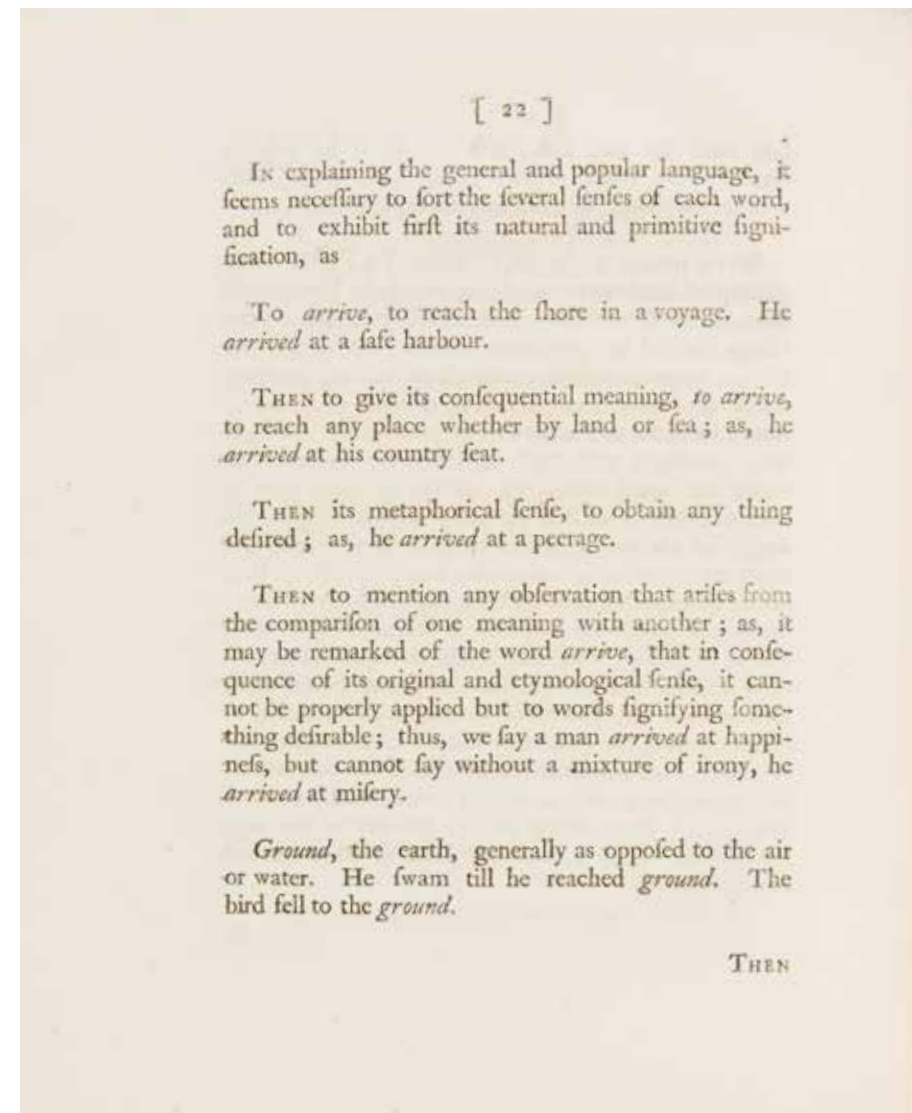 [ 22 ]
In explaining the general and popular language, it
ſeems neceſſary to ſort the ſeveral ſenſes of each word,
and to exhibit firſt its natural and primitive ſigni-
fication, as
To arrive, to reach the ſhore in a voyage. He
arrived at a ſafe harbour.
Then to give its conſequential meaning, to arrive,
to reach any place whether by land or ſea; as, he
arrived at his country ſeat.
Then its metaphorical ſenſe, to obtain any thing
deſired; as, he arrived at a peerage.
Then to mention any obſervation that ariſes from
the compariſon of one meaning with another; as, it
may be remarked of the word arrive, that in conſe-
quence of its original and etymological ſenſe, it can-
not be properly applied but to words ſignifying ſome-
thing deſirable; thus, we ſay a man arrived at happi-
neſs, but cannot ſay without a mixture of irony, he
arrived at miſery.
Ground, the earth, generally as oppoſed to the air
or water. He ſwam till he reached ground. The
bird fell to the ground.
Then